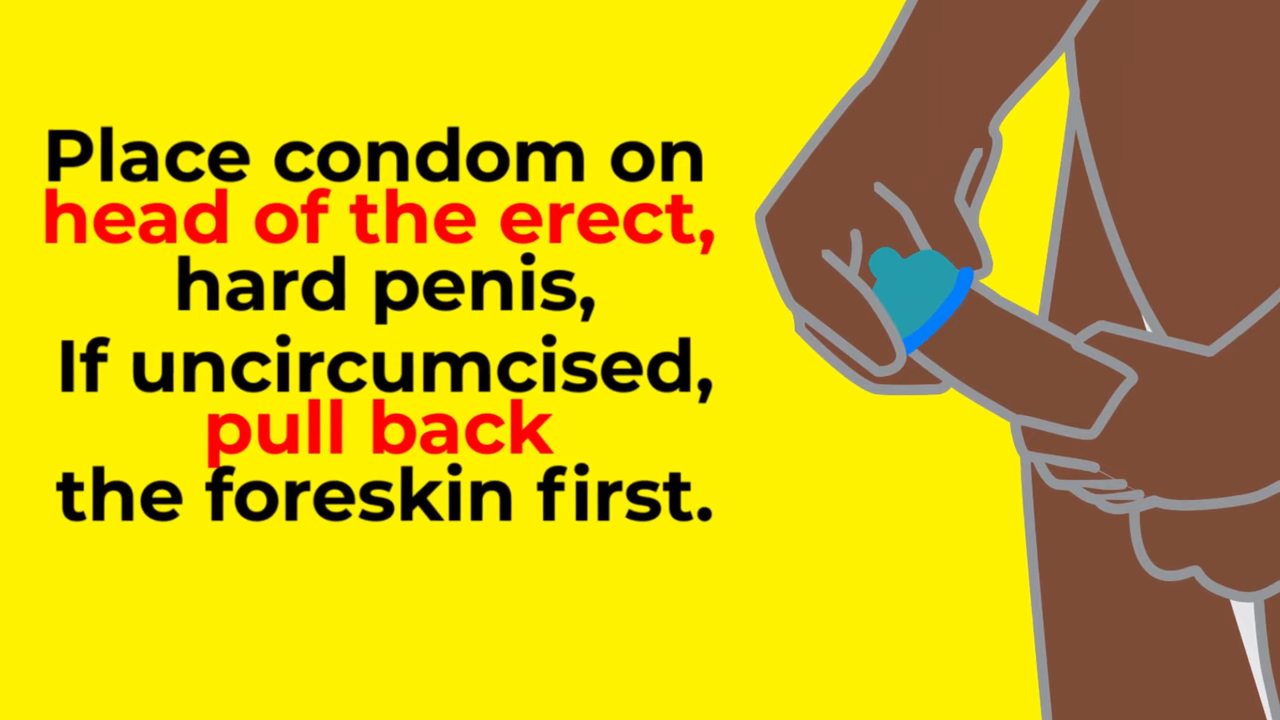 Place condom on
head of the erect,
hard penis,
If uncircumcised,
pull back
the foreskin first.